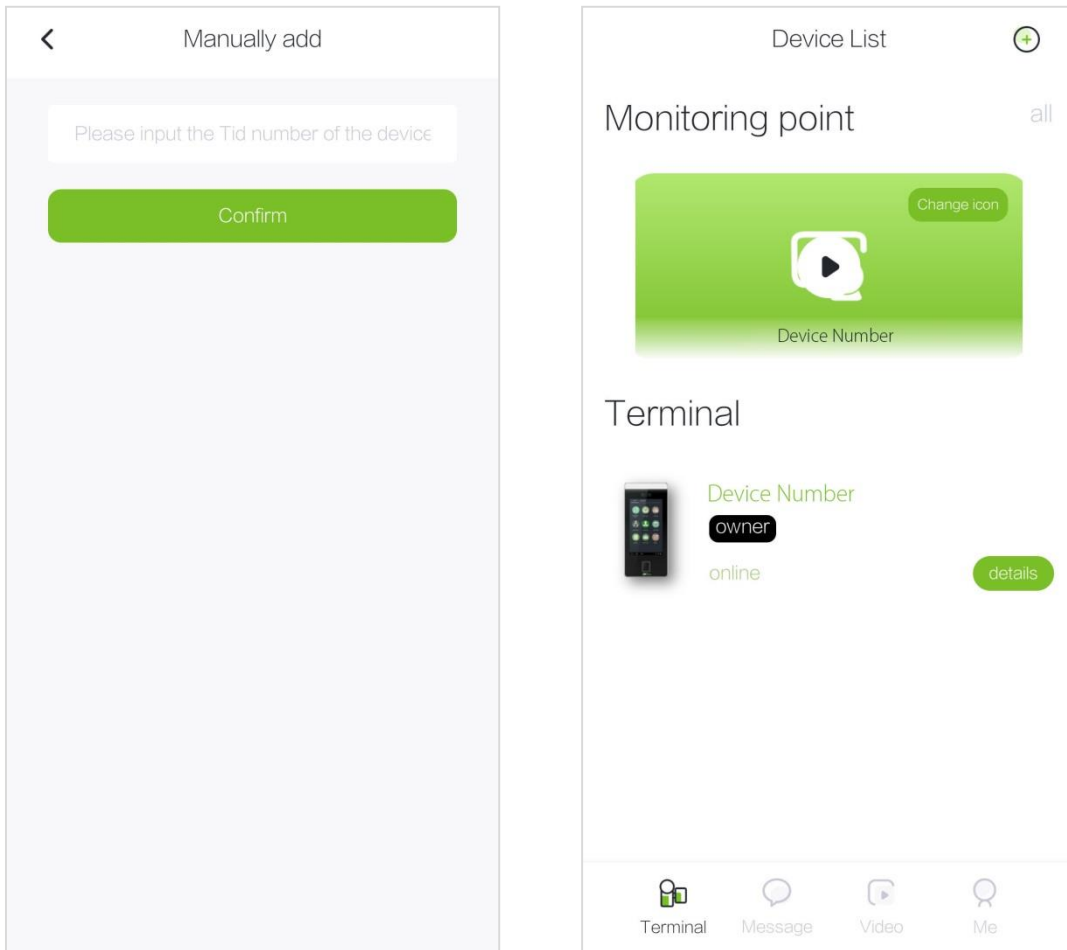 Manually add
Please input the Tid number of the device
Confirm
Device List
Monitoring point
all
Change icon
Device Number
Terminal
Device Number
owner
online
details
Terminal
Message
Video
Me